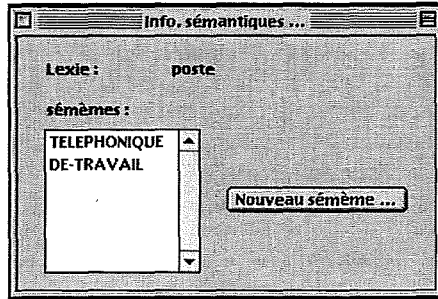 Info. sémantiques ...
Lexie : poste
sémèmes :
TELEPHONIQUE
DE-TRAVAIL
Nouveau sémème ...